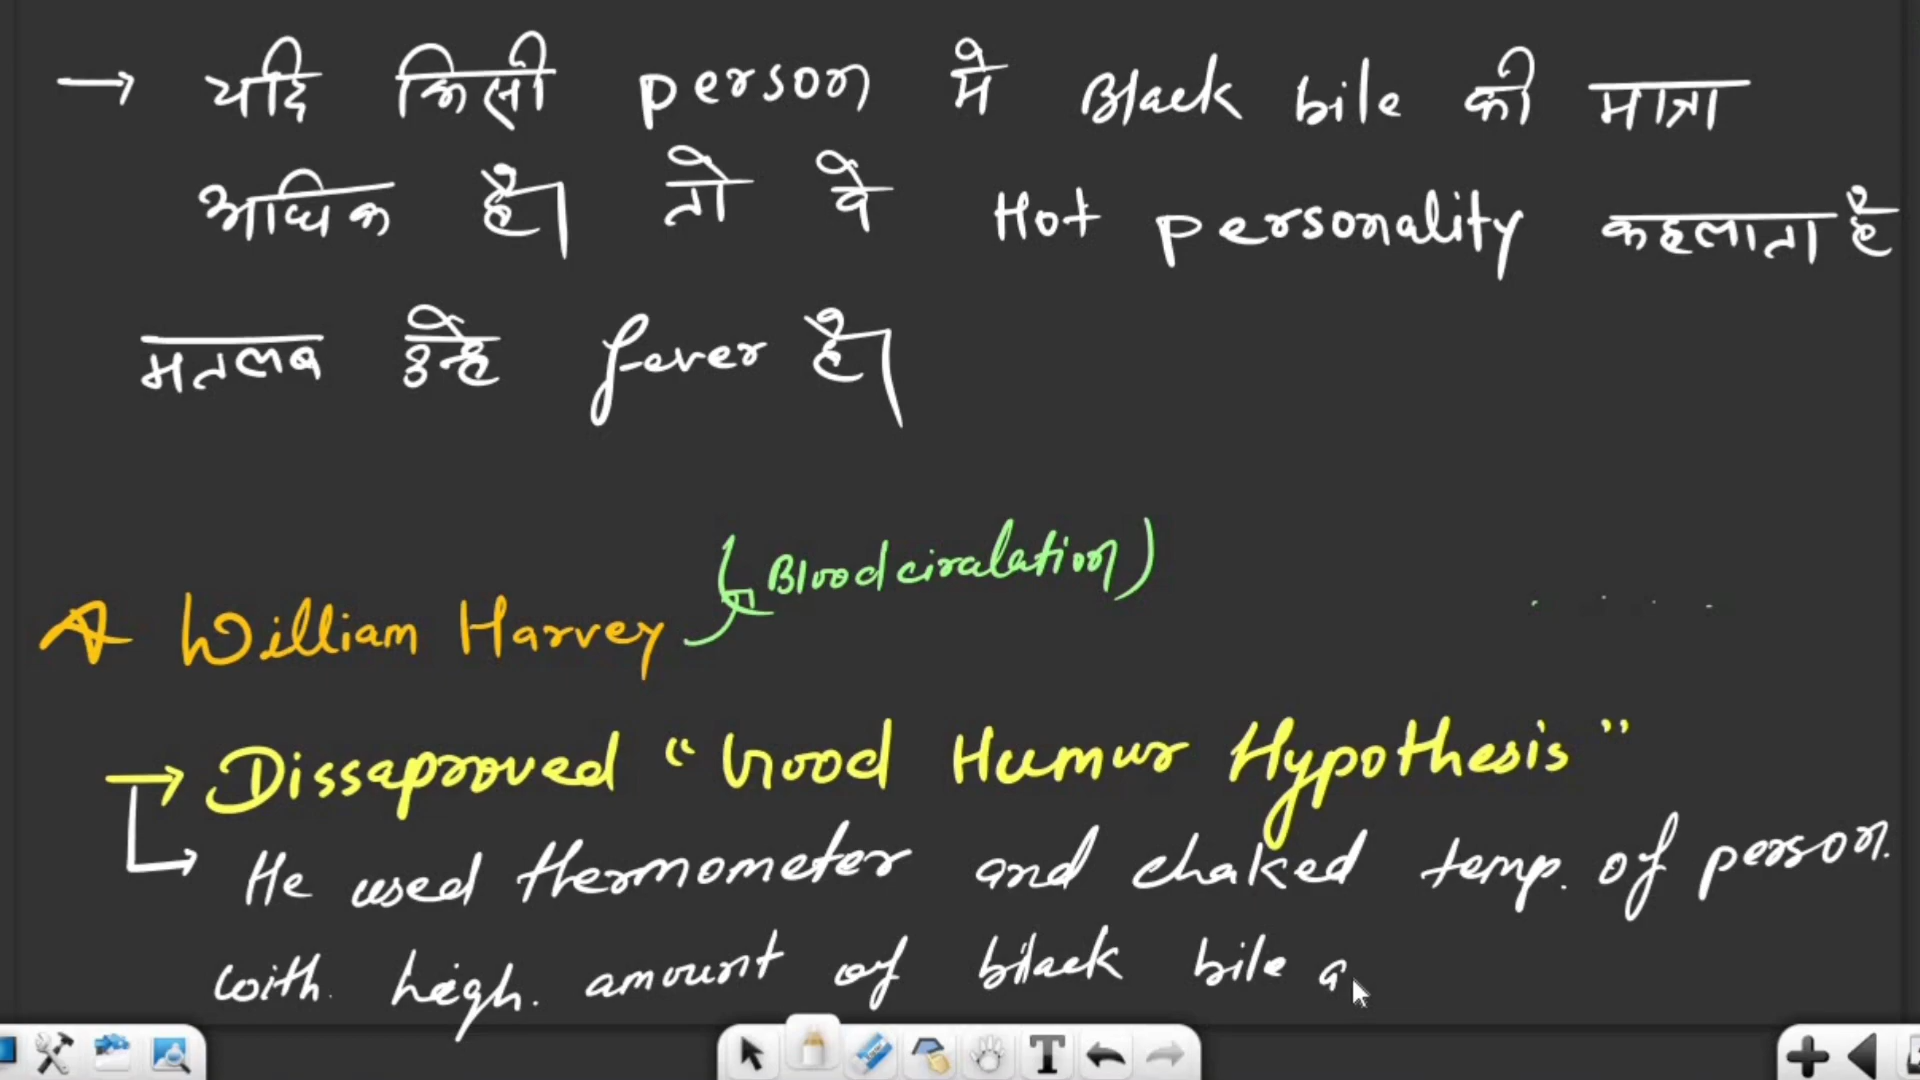 → यदि किसी person मे Black bile की मात्रा
अधिक है। तो वे Hot personality कहलाता है
मतलब उन्हे fever है।
(Blood circulation)
William Harvey
→ Dissaproved “Good Humur Hypothesis”
→ He used thermometer and chaked temp. of person.
with. high. amount of black bile a
T